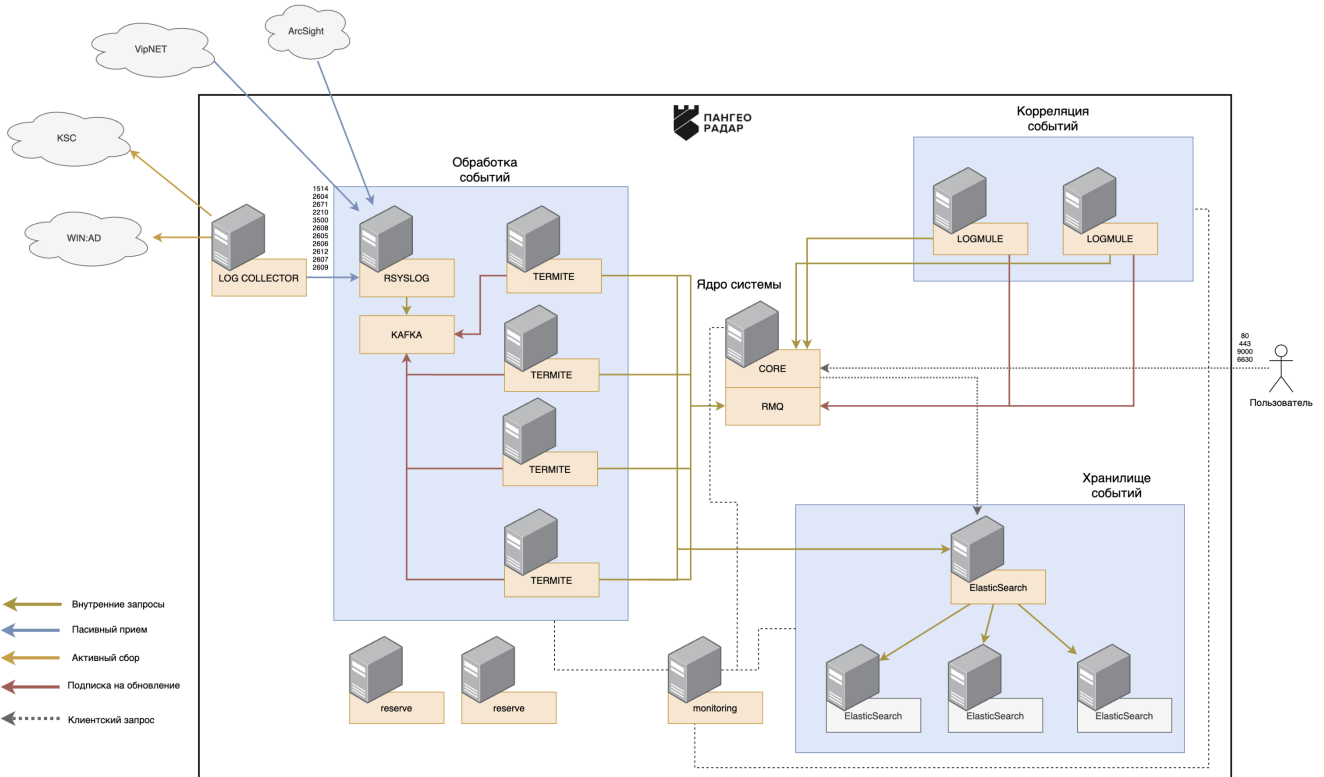 ArcSight
VipNET
KSC
WIN:AD
LOG COLLECTOR
ПАНГЕО
РАДАР
Обработка
событий
1514
2604
2671
2210
3500
2608
2605
2606
2612
2607
2609
RSYSLOG
KAFKA
TERMITE
TERMITE
TERMITE
TERMITE
Корреляция
событий
LOGMULE
LOGMULE
Ядро системы
CORE
RMQ
80
443
9000
6630
Пользователь
Хранилище
событий
ElasticSearch
ElasticSearch
ElasticSearch
ElasticSearch
reserve
reserve
monitoring
Внутренние запросы
Пасивный прием
Активный сбор
Подписка на обновление
Клиентский запрос